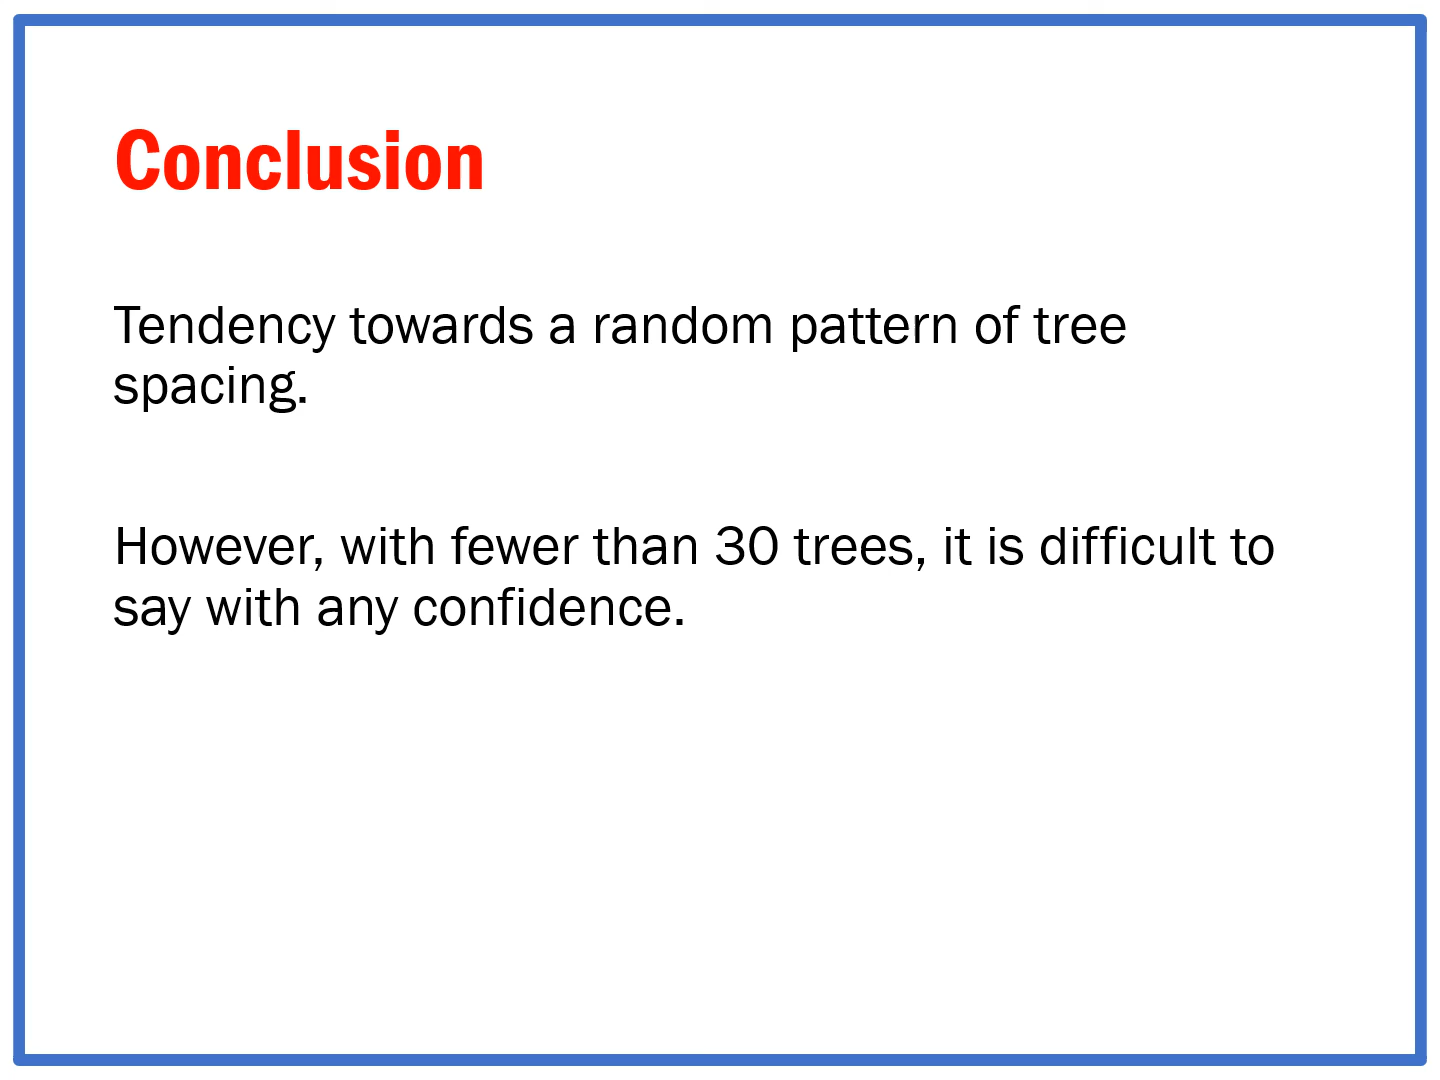 Conclusion
Tendency towards a random pattern of tree
spacing.
However, with fewer than 30 trees, it is difficult to
say with any confidence.